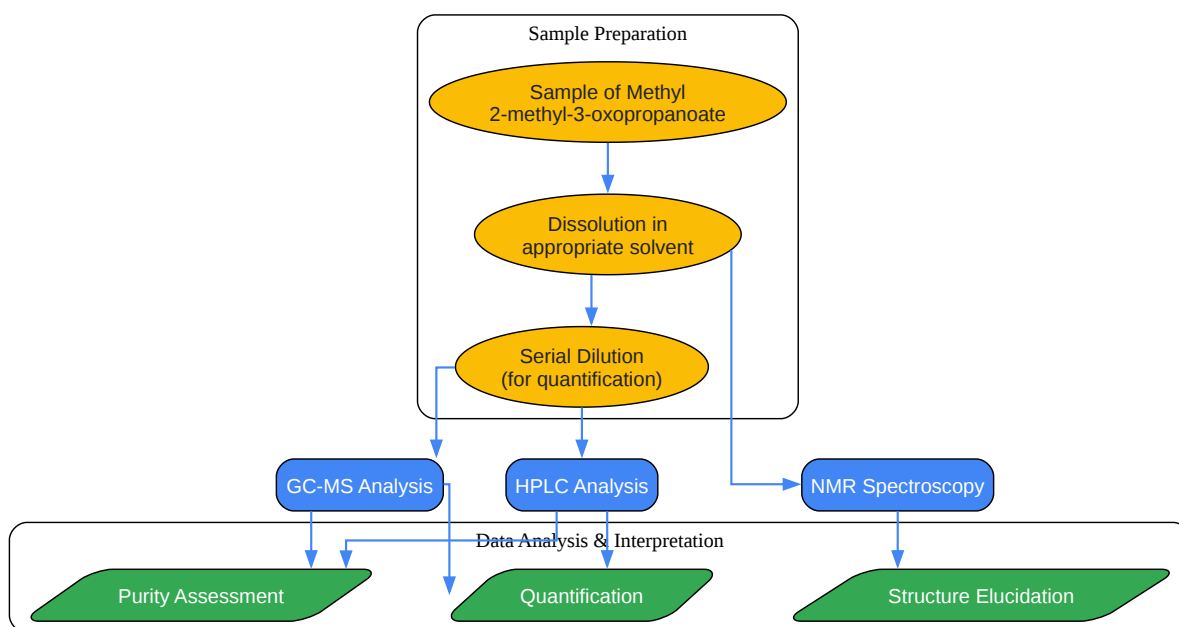 Sample Preparation
Sample of Methyl
2-methyl-3-oxopropanoate
Dissolution in
appropriate solvent
Serial Dilution
(for quantification)
GC-MS Analysis
HPLC Analysis
NMR Spectroscopy
Data Analysis & Interpretation
Purity Assessment
Quantification
Structure Elucidation